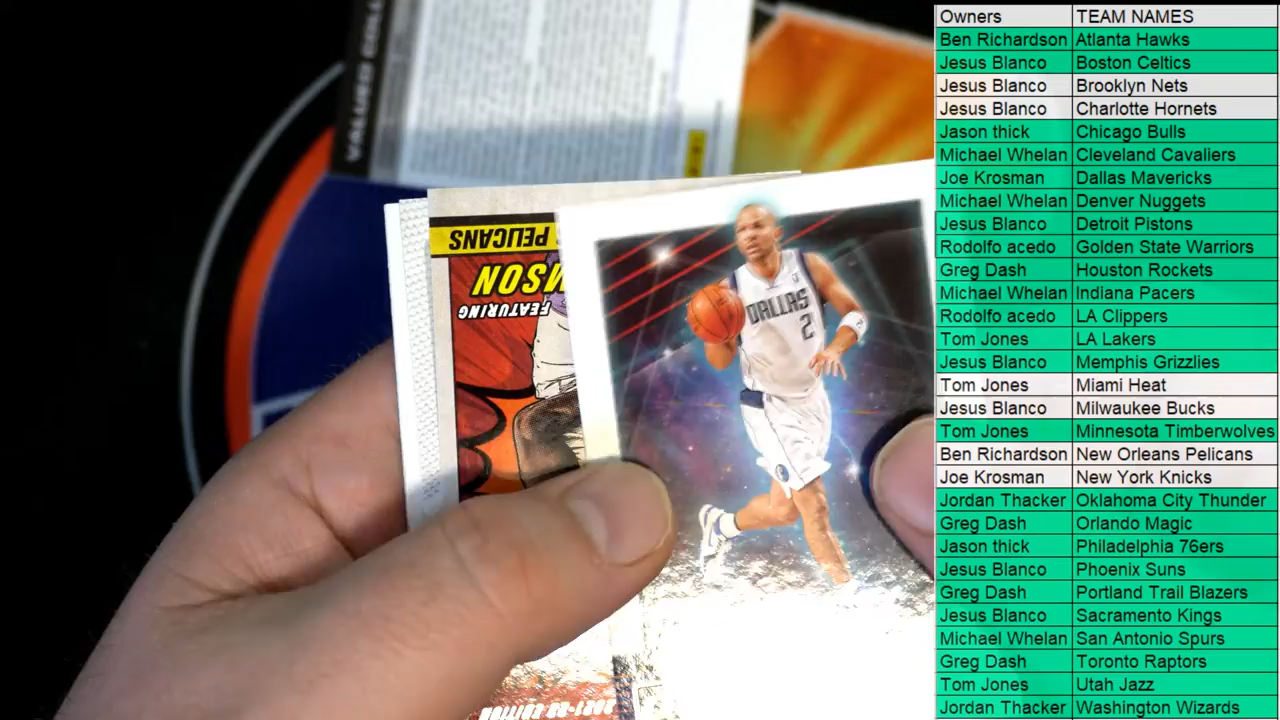 VALUED COLL
PELICANS
MSON
FEATURING
DALLAS
2
2021-22 EDITION
Owners TEAM NAMES
Ben Richardson Atlanta Hawks
Jesus Blanco Boston Celtics
Jesus Blanco Brooklyn Nets
Jesus Blanco Charlotte Hornets
Jason thick Chicago Bulls
Michael Whelan Cleveland Cavaliers
Joe Krosman Dallas Mavericks
Michael Whelan Denver Nuggets
Jesus Blanco Detroit Pistons
Rodolfo acedo Golden State Warriors
Greg Dash Houston Rockets
Michael Whelan Indiana Pacers
Rodolfo acedo LA Clippers
Tom Jones LA Lakers
Jesus Blanco Memphis Grizzlies
Tom Jones Miami Heat
Jesus Blanco Milwaukee Bucks
Tom Jones Minnesota Timberwolves
Ben Richardson New Orleans Pelicans
Joe Krosman New York Knicks
Jordan Thacker Oklahoma City Thunder
Greg Dash Orlando Magic
Jason thick Philadelphia 76ers
Jesus Blanco Phoenix Suns
Greg Dash Portland Trail Blazers
Jesus Blanco Sacramento Kings
Michael Whelan San Antonio Spurs
Greg Dash Toronto Raptors
Tom Jones Utah Jazz
Jordan Thacker Washington Wizards